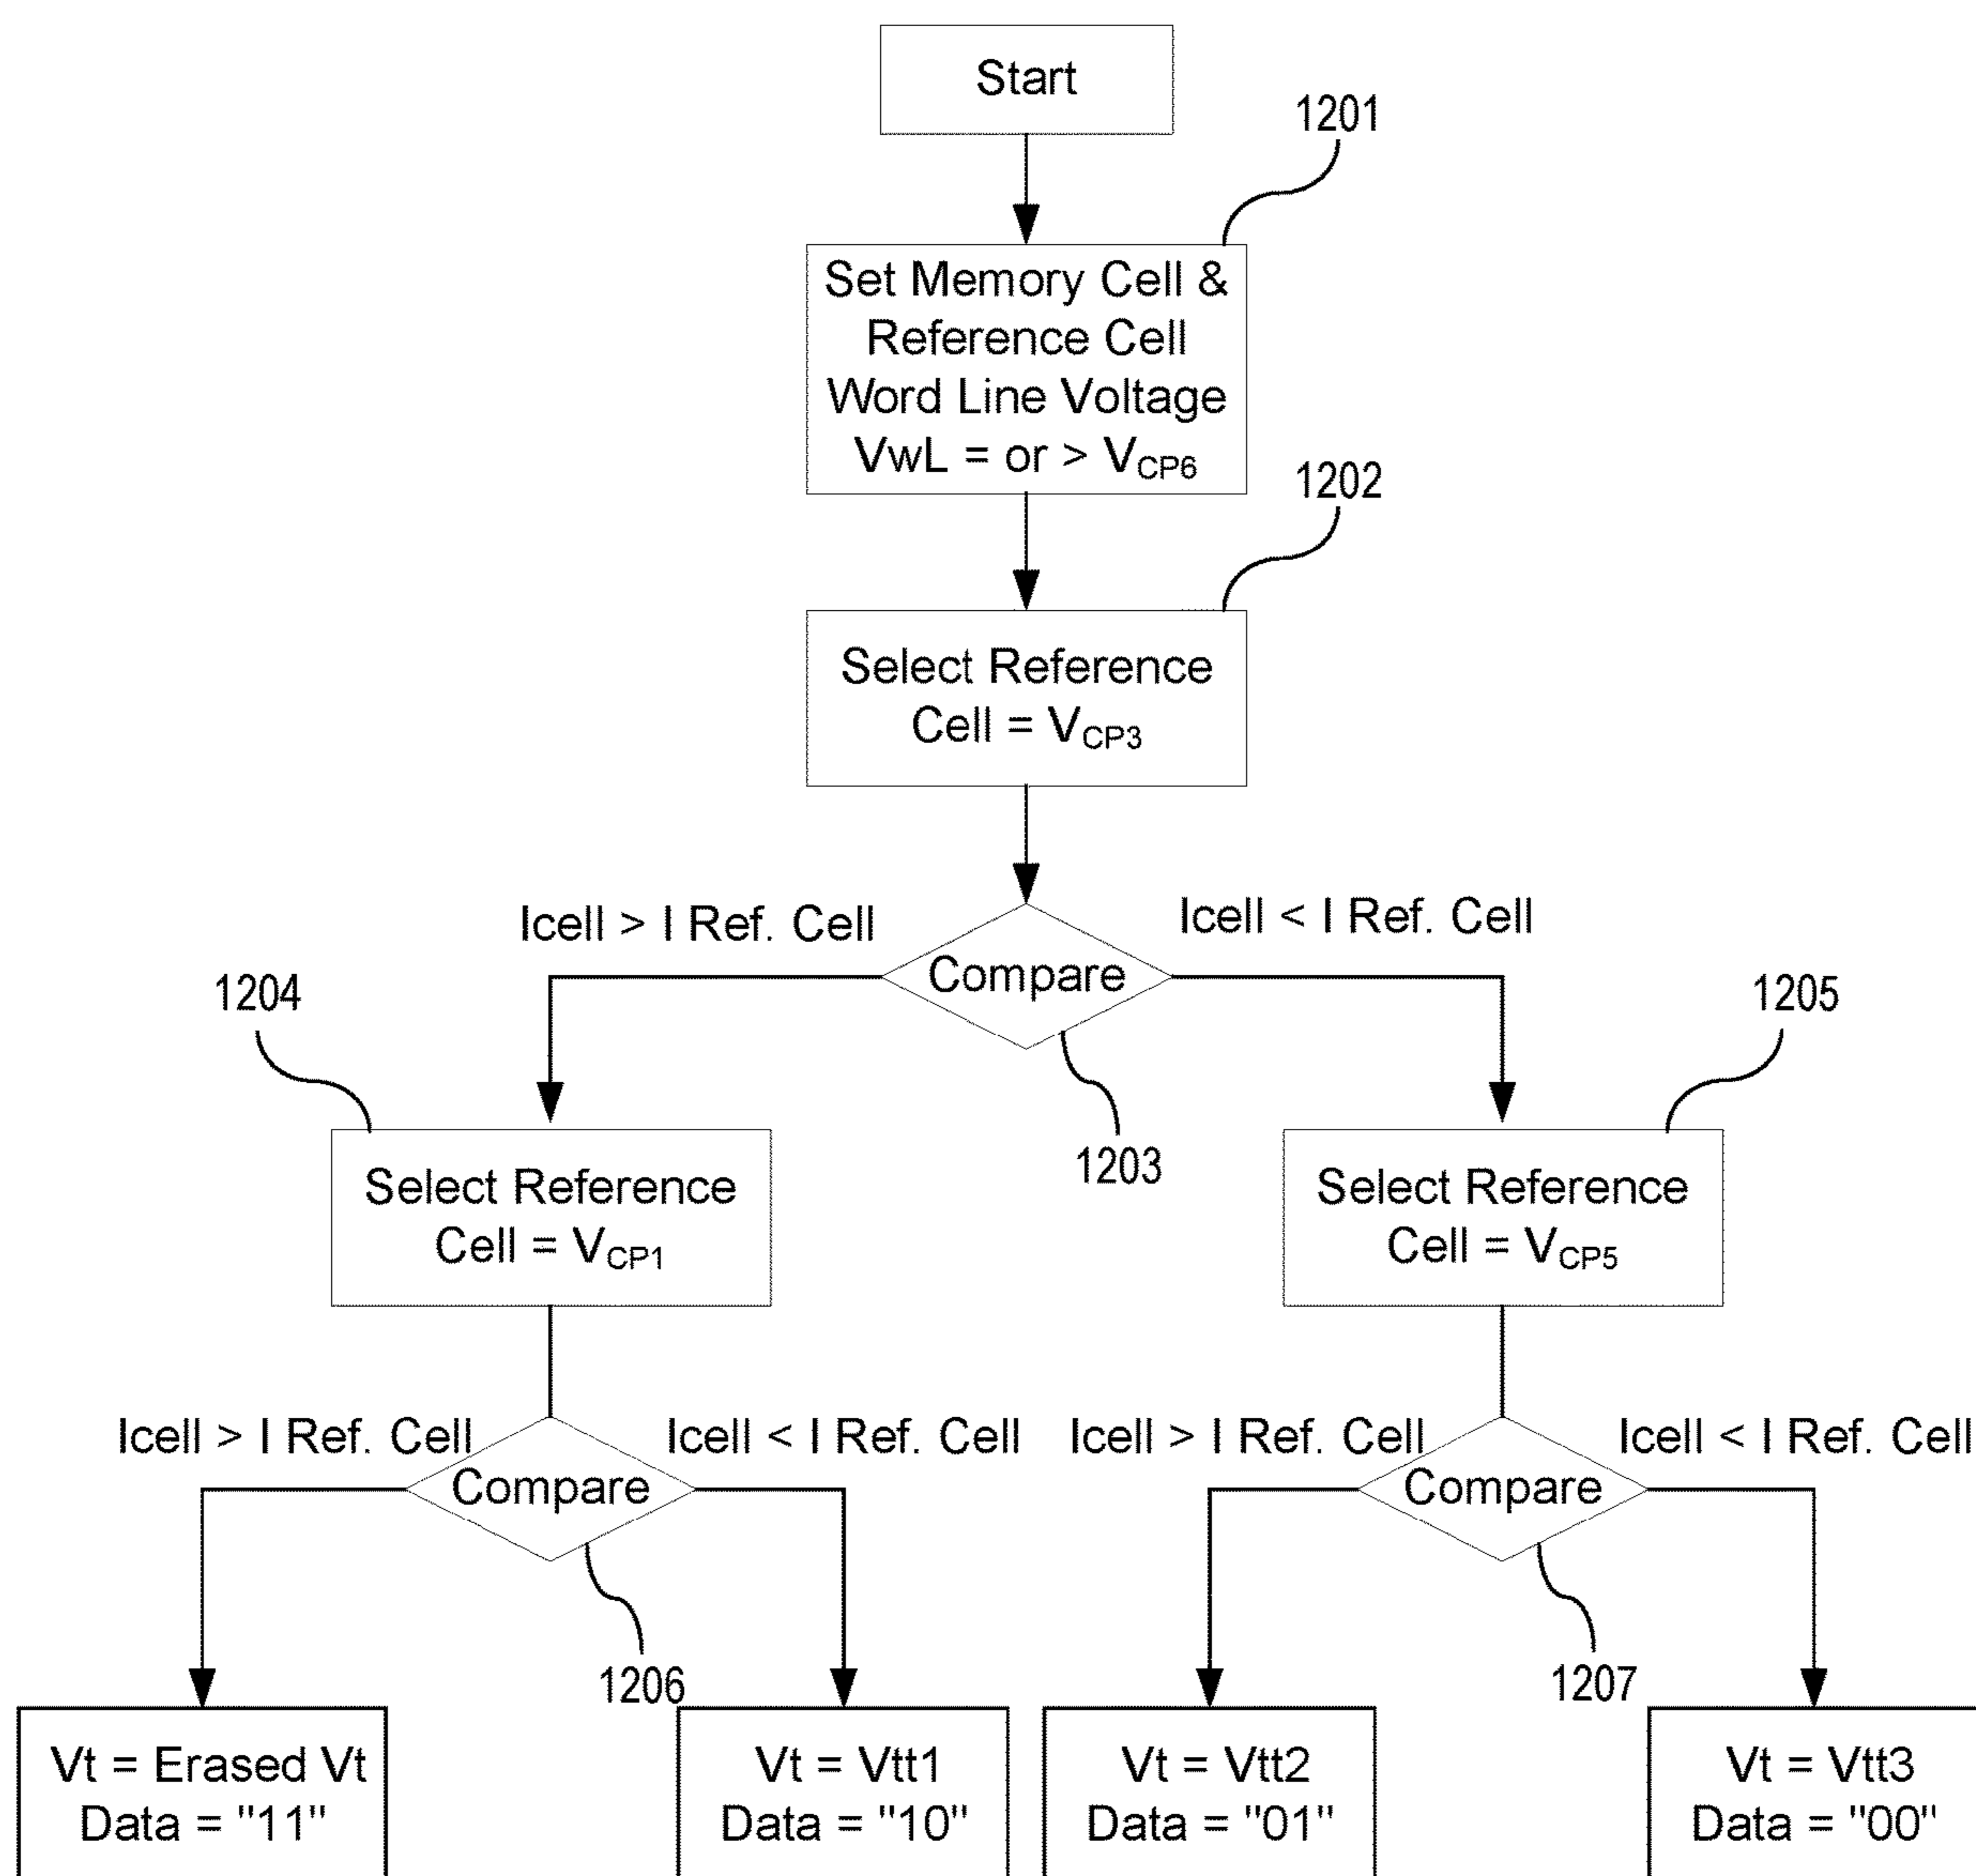 Start
1201
Set Memory Cell &
Reference Cell
Word Line Voltage
VwL = or > VCP6
1202
Select Reference
Cell = VCP3
Icell > I Ref. Cell
Icell < I Ref. Cell
Compare
1203
1204
1205
Select Reference
Cell = VCP1
Select Reference
Cell = VCP5
Icell > I Ref. Cell
Icell < I Ref. Cell
Icell > I Ref. Cell
Icell < I Ref. Cell
Compare
Compare
1206
1207
Vt = Erased Vt
Data = "11"
Vt = Vtt1
Data = "10"
Vt = Vtt2
Data = "01"
Vt = Vtt3
Data = "00"